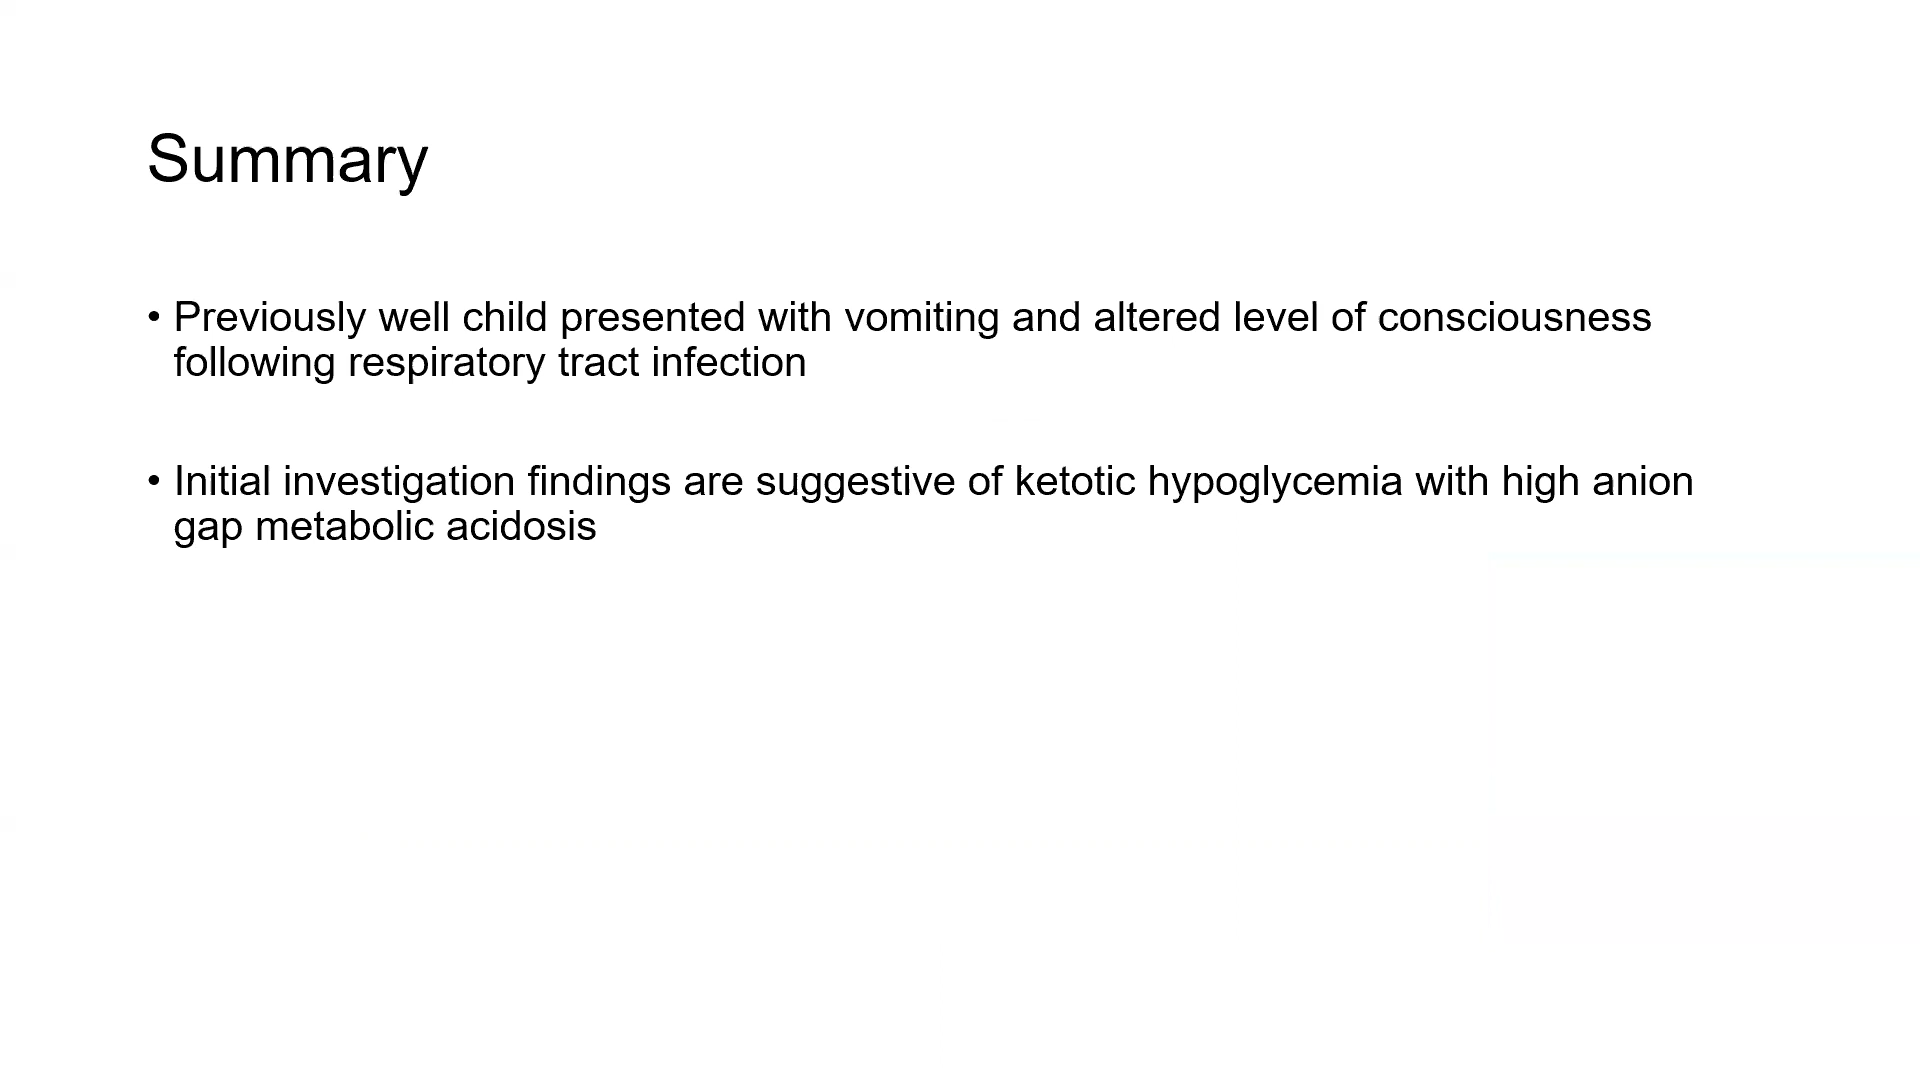 Summary
• Previously well child presented with vomiting and altered level of consciousness
following respiratory tract infection
• Initial investigation findings are suggestive of ketotic hypoglycemia with high anion
gap metabolic acidosis